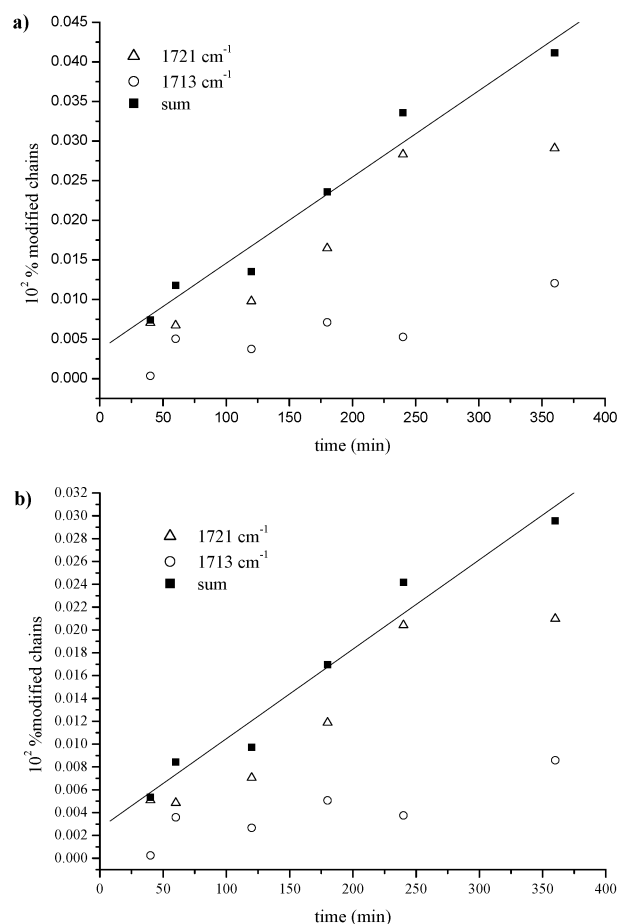 a)
1721 cm⁻¹
1713 cm⁻¹
sum
0.045
0.040
0.035
0.030
0.025
0.020
0.015
0.010
0.005
0.000
10² % modified chains
0 50 100 150 200 250 300 350 400
time (min)
b)
1721 cm⁻¹
1713 cm⁻¹
sum
0.032
0.030
0.028
0.026
0.024
0.022
0.020
0.018
0.016
0.014
0.012
0.010
0.008
0.006
0.004
0.002
0.000
10² %modified chains
0 50 100 150 200 250 300 350 400
time (min)